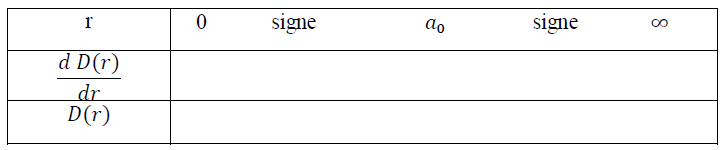 r 0 signe a₀ signe ∞
d D(r)
dr
D(r)